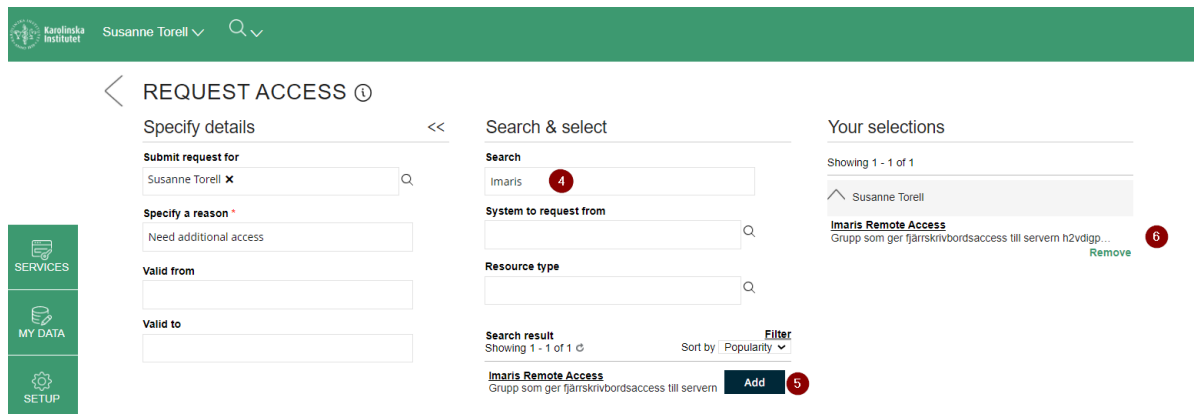 Karolinska
Institutet
Susanne Torell
REQUEST ACCESS
Specify details <<
Submit request for
Susanne Torell ×
Specify a reason *
Need additional access
Valid from
Valid to
Search & select
Search
Imaris 4
System to request from
Resource type
Search result Filter
Showing 1 - 1 of 1 Sort by Popularity
Imaris Remote Access
Grupp som ger fjärrskrivbordsaccess till servern
Add 5
Your selections
Showing 1 - 1 of 1
Susanne Torell
Imaris Remote Access
Grupp som ger fjärrskrivbordsaccess till servern h2vdigp...
6
Remove
SERVICES
MY DATA
SETUP